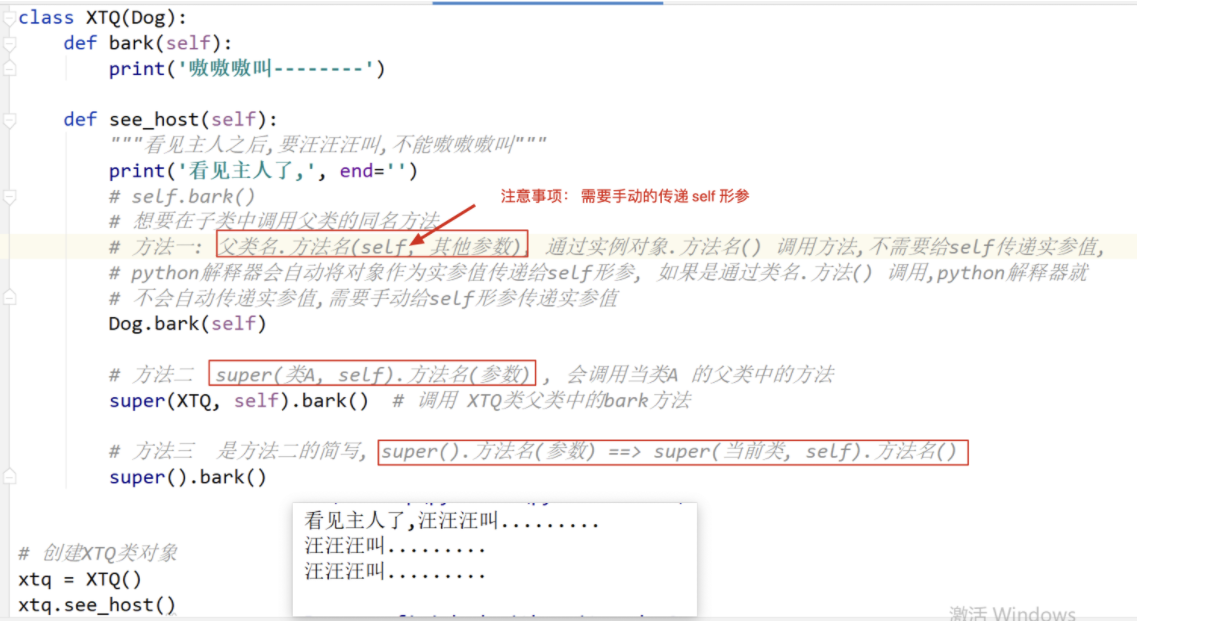 class XTQ(Dog):
def bark(self):
print('嗷嗷嗷叫--------')
def see_host(self):
"""看见主人之后,要汪汪汪叫,不能嗷嗷嗷叫"""
print('看见主人了,', end='')
# self.bark()
注意事项: 需要手动的传递 self 形参
# 想要在子类中调用父类的同名方法
# 方法一: 父类名.方法名(self, 其他参数), 通过实例对象.方法名() 调用方法,不需要给self传递实参值,
# python解释器会自动将对象作为实参值传递给self形参, 如果是通过类名.方法() 调用,python解释器就
# 不会自动传递实参值,需要手动给self形参传递实参值
Dog.bark(self)
# 方法二 super(类A, self).方法名(参数) , 会调用当类A 的父类中的方法
super(XTQ, self).bark() # 调用 XTQ类父类中的bark方法
# 方法三 是方法二的简写, super().方法名(参数) ==> super(当前类, self).方法名()
super().bark()
看见主人了,汪汪汪叫.........
汪汪汪叫.........
汪汪汪叫.........
# 创建XTQ类对象
xtq = XTQ()
xtq.see_host()
激活 Windows